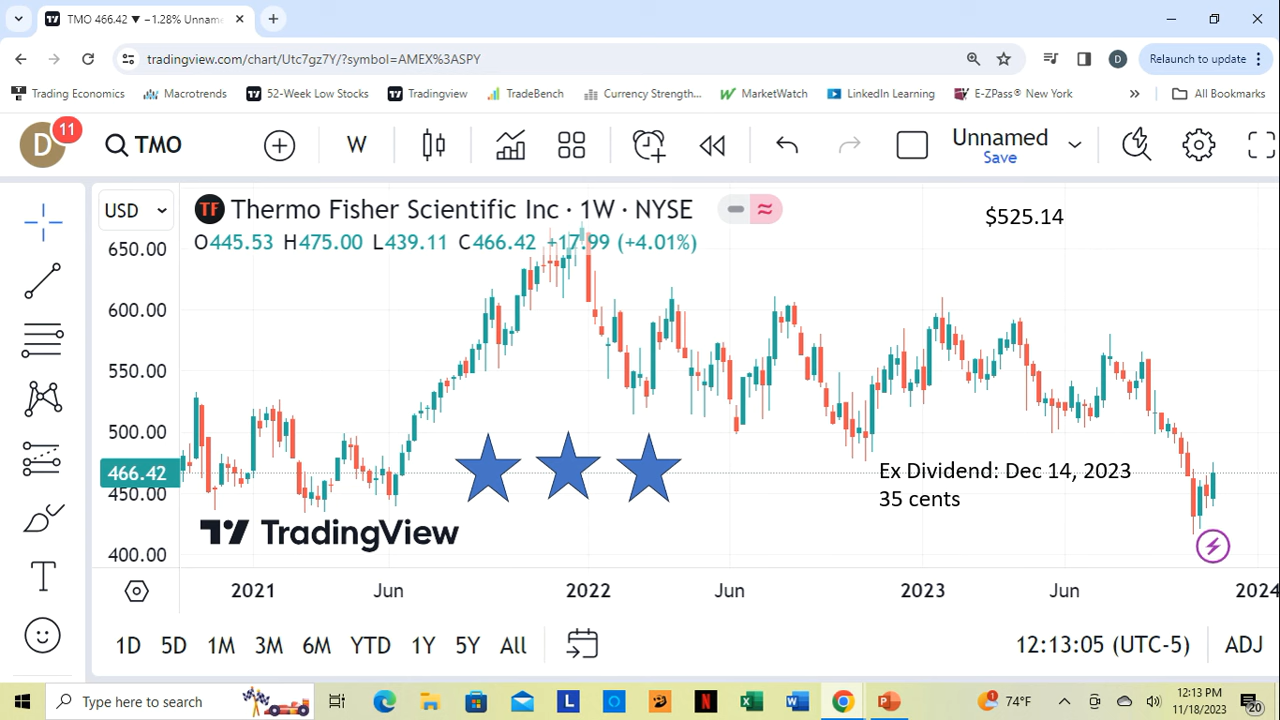 TMO 466.42 ▼ −1.28% Unname
tradingview.com/chart/Utc7gz7Y/?symbol=AMEX%3ASPY
D
Relaunch to update
Trading Economics
Macrotrends
52-Week Low Stocks
Tradingview
TradeBench
Currency Strength...
MarketWatch
LinkedIn Learning
E-ZPass® New York
»
All Bookmarks
D
11
TMO
W
Unnamed
Save
USD
TF
Thermo Fisher Scientific Inc · 1W · NYSE
O445.53 H475.00 L439.11 C466.42 +17.99 (+4.01%)
$525.14
650.00
600.00
550.00
500.00
466.42
450.00
400.00
Ex Dividend: Dec 14, 2023
35 cents
TradingView
T
2021
Jun
2022
Jun
2023
Jun
2024
1D 5D 1M 3M 6M YTD 1Y 5Y All
12:13:05 (UTC-5)
ADJ
Type here to search
L
N
1
74°F
12:13 PM
11/18/2023
20